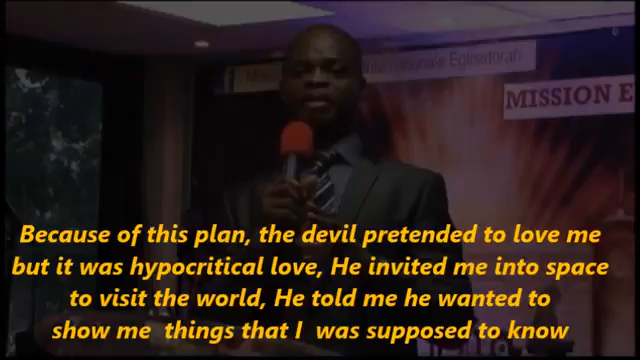 Internationale Eglisedorab
MISSION E
Because of this plan, the devil pretended to love me
but it was hypocritical love, He invited me into space
to visit the world, He told me he wanted to
show me things that I was supposed to know